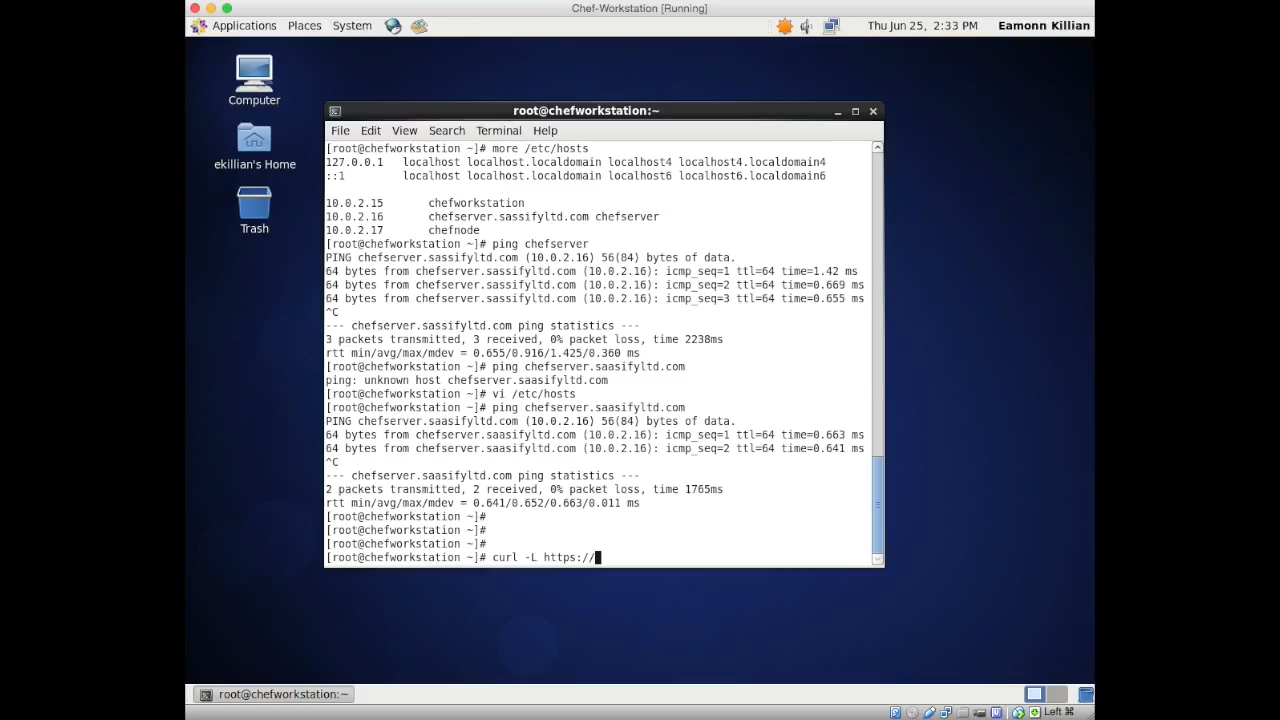 Chef-Workstation [Running]
Applications Places System Thu Jun 25, 2:33 PM Eamonn Killian
Computer
ekillian's Home
Trash
root@chefworkstation:~
File Edit View Search Terminal Help
[root@chefworkstation ~]# more /etc/hosts
127.0.0.1 localhost localhost.localdomain localhost4 localhost4.localdomain4
::1 localhost localhost.localdomain localhost6 localhost6.localdomain6
10.0.2.15 chefworkstation
10.0.2.16 chefserver.sassifyltd.com chefserver
10.0.2.17 chefnode
[root@chefworkstation ~]# ping chefserver
PING chefserver.sassifyltd.com (10.0.2.16) 56(84) bytes of data.
64 bytes from chefserver.sassifyltd.com (10.0.2.16): icmp_seq=1 ttl=64 time=1.42 ms
64 bytes from chefserver.sassifyltd.com (10.0.2.16): icmp_seq=2 ttl=64 time=0.669 ms
64 bytes from chefserver.sassifyltd.com (10.0.2.16): icmp_seq=3 ttl=64 time=0.655 ms
^C
--- chefserver.sassifyltd.com ping statistics ---
3 packets transmitted, 3 received, 0% packet loss, time 2238ms
rtt min/avg/max/mdev = 0.655/0.916/1.425/0.360 ms
[root@chefworkstation ~]# ping chefserver.saasifyltd.com
ping: unknown host chefserver.saasifyltd.com
[root@chefworkstation ~]# vi /etc/hosts
[root@chefworkstation ~]# ping chefserver.saasifyltd.com
PING chefserver.saasifyltd.com (10.0.2.16) 56(84) bytes of data.
64 bytes from chefserver.saasifyltd.com (10.0.2.16): icmp_seq=1 ttl=64 time=0.663 ms
64 bytes from chefserver.saasifyltd.com (10.0.2.16): icmp_seq=2 ttl=64 time=0.641 ms
^C
--- chefserver.saasifyltd.com ping statistics ---
2 packets transmitted, 2 received, 0% packet loss, time 1765ms
rtt min/avg/max/mdev = 0.641/0.652/0.663/0.011 ms
[root@chefworkstation ~]#
[root@chefworkstation ~]#
[root@chefworkstation ~]#
[root@chefworkstation ~]# curl -L https://
root@chefworkstation:~
Left ⌘